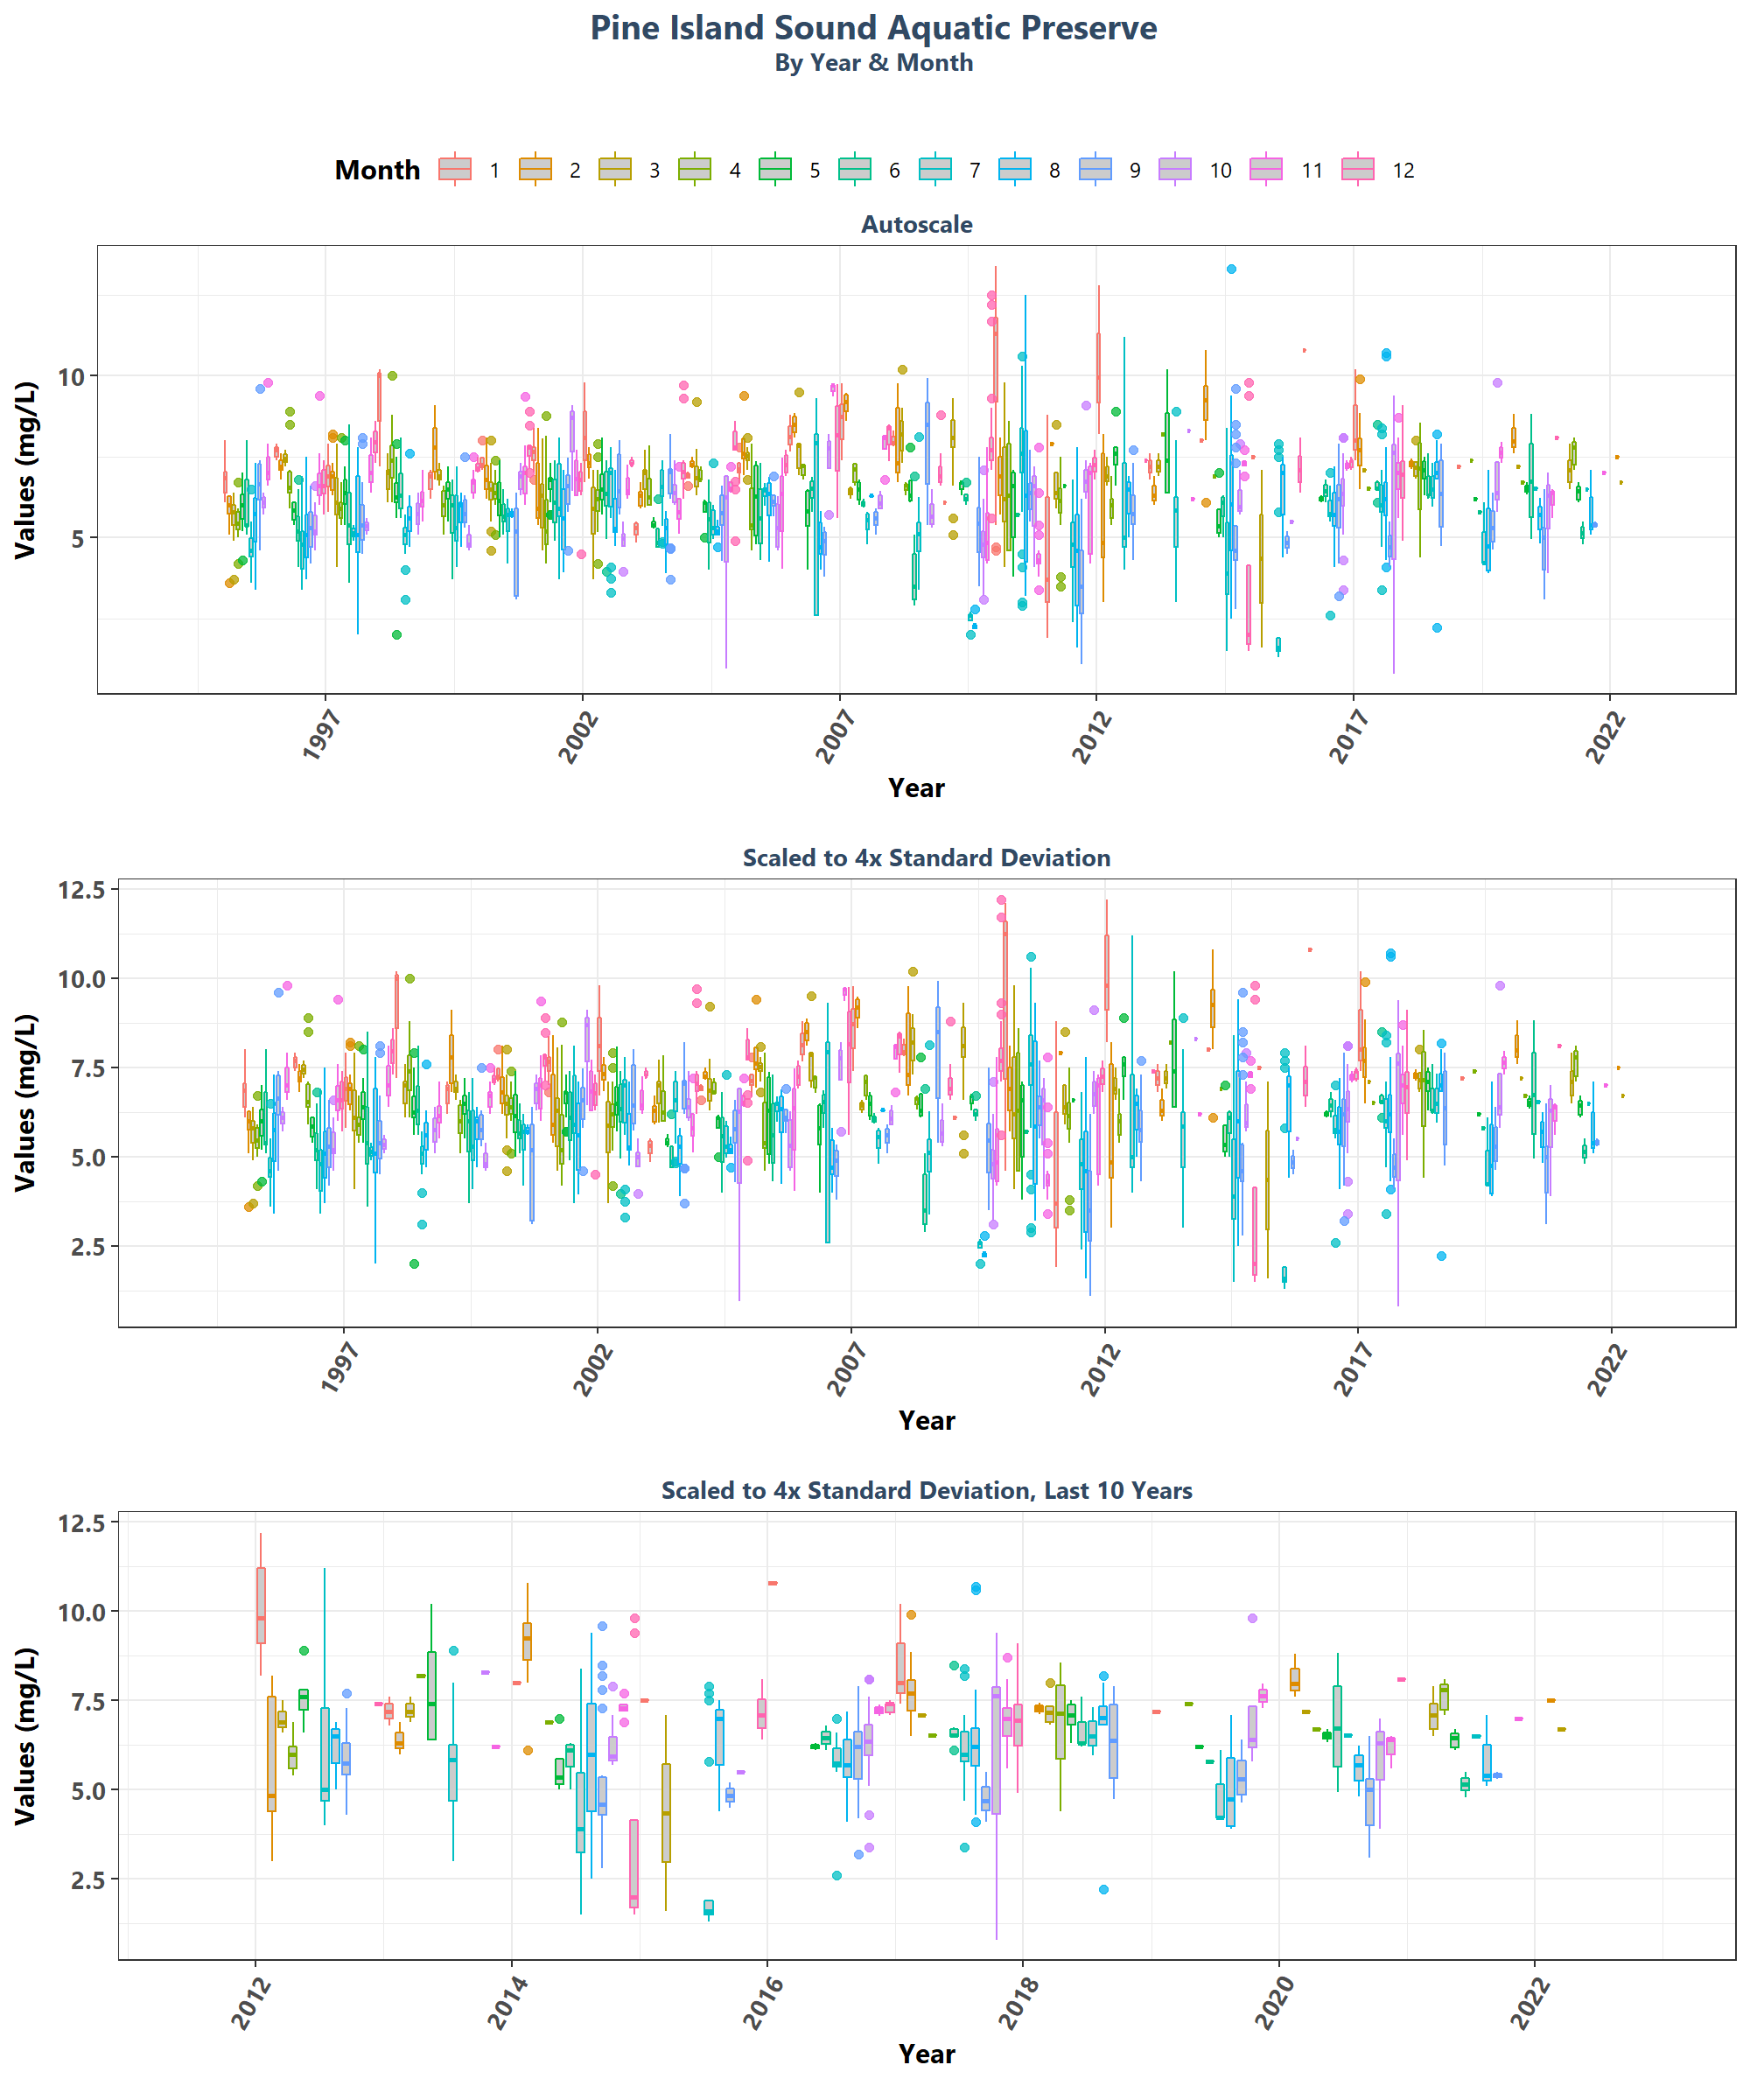 Pine Island Sound Aquatic Preserve
By Year & Month
Month 1 2 3 4 5 6 7 8 9 10 11 12
Autoscale
Values (mg/L)
10
5
1997 2002 2007 2012 2017 2022
Year
Scaled to 4x Standard Deviation
Values (mg/L)
12.5
10.0
7.5
5.0
2.5
1997 2002 2007 2012 2017 2022
Year
Scaled to 4x Standard Deviation, Last 10 Years
Values (mg/L)
12.5
10.0
7.5
5.0
2.5
2012 2014 2016 2018 2020 2022
Year